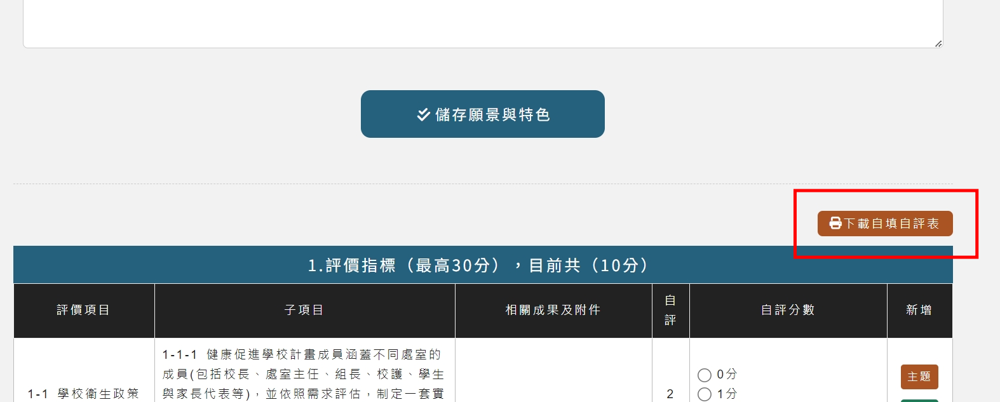 儲存願景與特色
下載自填自評表
1.評價指標（最高30分），目前共（10分）
評價項目
子項目
相關成果及附件
自評
自評分數
新增
1-1 學校衛生政策
1-1-1 健康促進學校計畫成員涵蓋不同處室的
成員(包括校長、處室主任、組長、校護、學生
與家長代表等)，並依照需求評估，制定一套實
2
0分
1分
主題